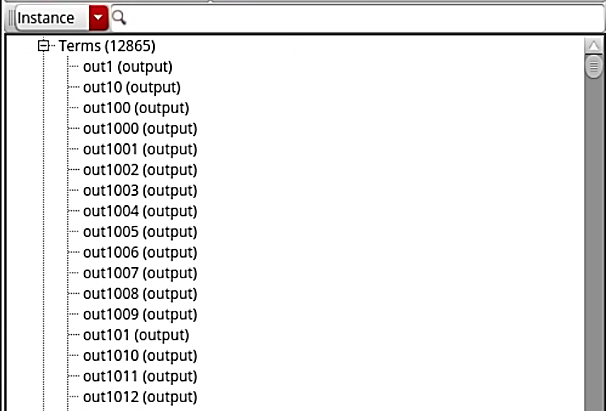 Instance
Terms (12865)
out1 (output)
out10 (output)
out100 (output)
out1000 (output)
out1001 (output)
out1002 (output)
out1003 (output)
out1004 (output)
out1005 (output)
out1006 (output)
out1007 (output)
out1008 (output)
out1009 (output)
out101 (output)
out1010 (output)
out1011 (output)
out1012 (output)